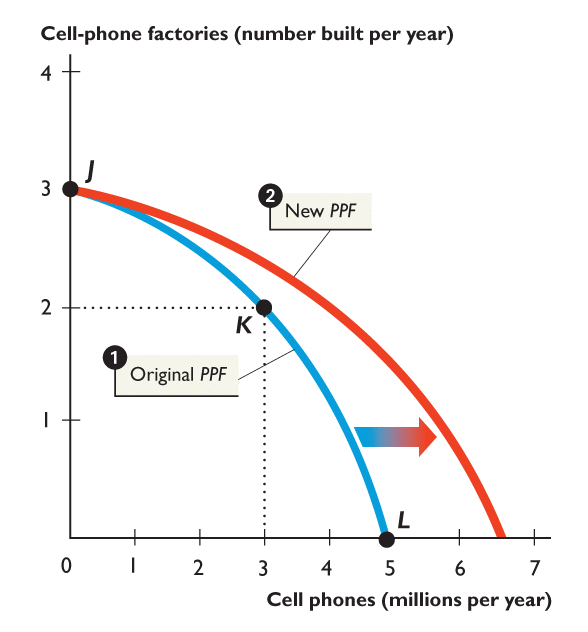 Cell-phone factories (number built per year)
4
J
3
2
New PPF
2
K
1
Original PPF
1
L
0 1 2 3 4 5 6 7
Cell phones (millions per year)